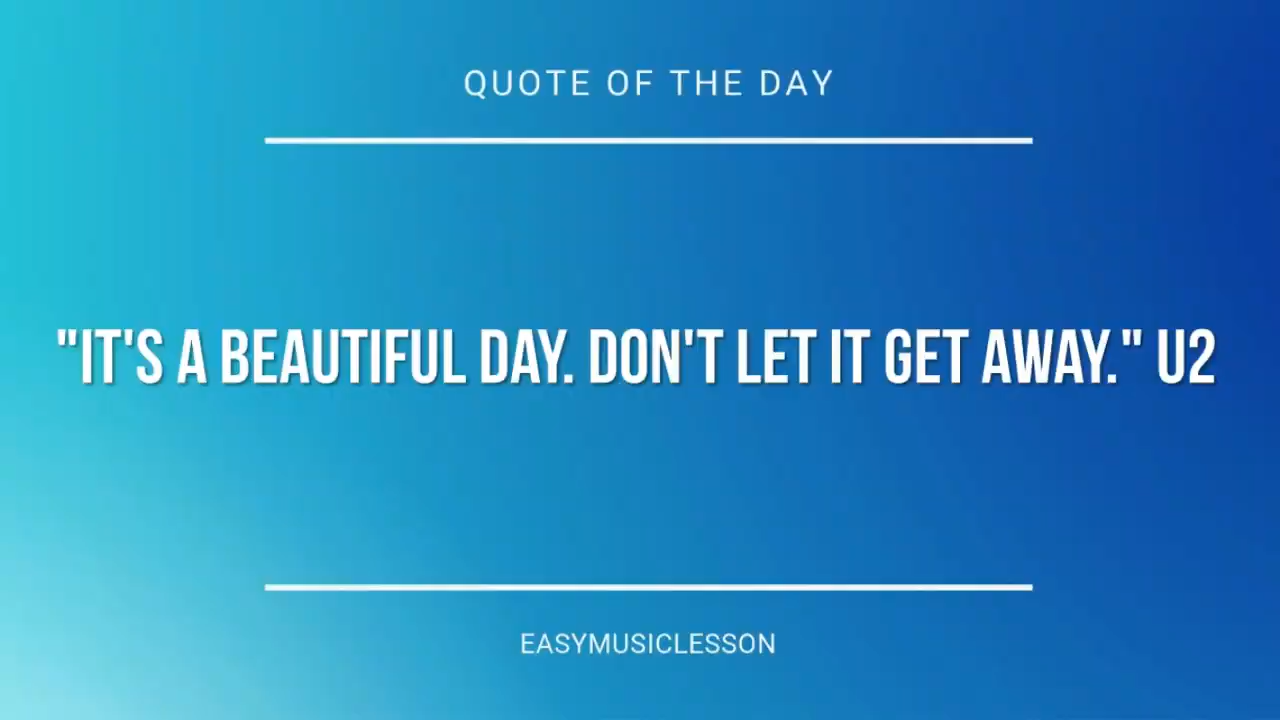 QUOTE OF THE DAY
"IT'S A BEAUTIFUL DAY. DON'T LET IT GET AWAY." U2
EASYMUSICLESSON